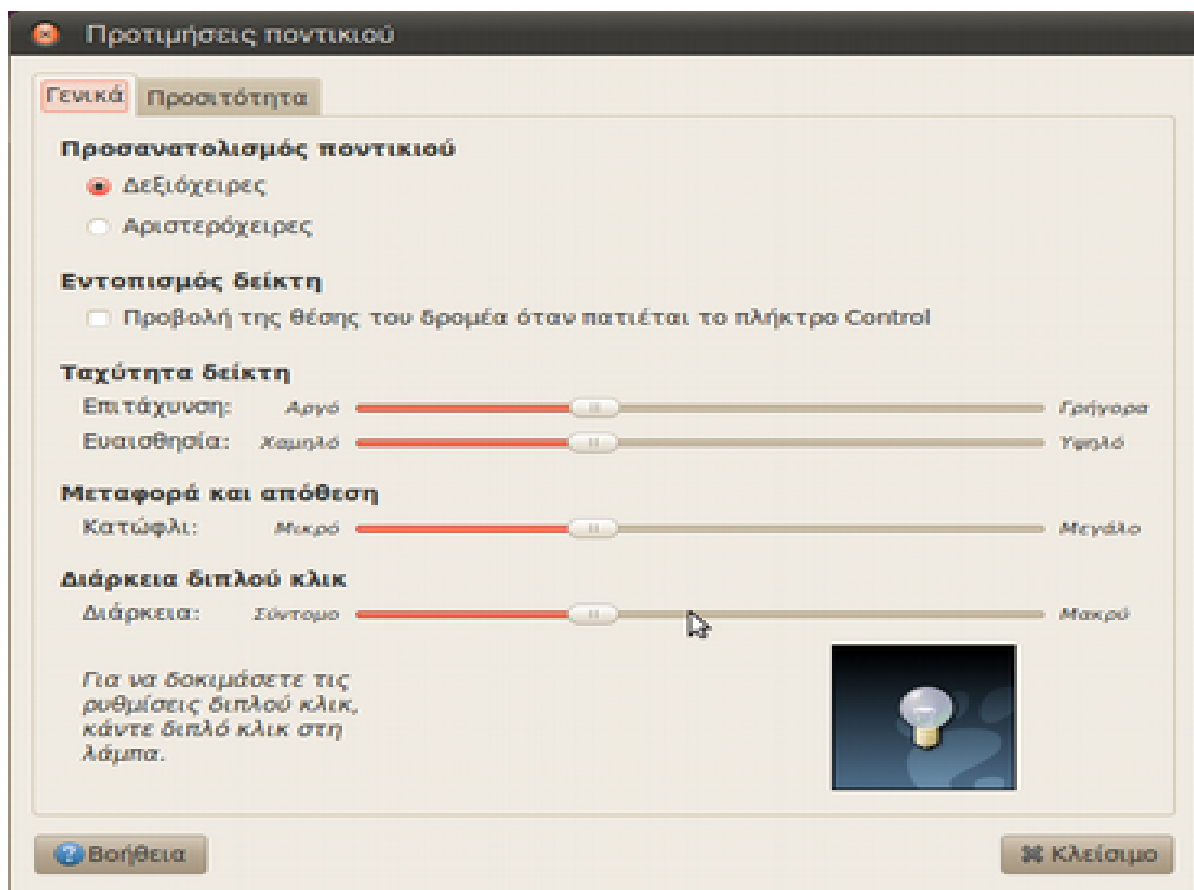 Προτιμήσεις ποντικιού
Γενικά Προσιτότητα
Προσανατολισμός ποντικιού
Δεξιόχειρες
Αριστερόχειρες
Εντοπισμός δείκτη
Προβολή της θέσης του δρομέα όταν πατιέται το πλήκτρο Control
Ταχύτητα δείκτη
Επιτάχυνση: Αργό Γρήγορα
Ευαισθησία: Χαμηλό Υψηλό
Μεταφορά και απόθεση
Κατώφλι: Μικρό Μεγάλο
Διάρκεια διπλού κλικ
Διάρκεια: Σύντομο Μακρύ
Για να δοκιμάσετε τις
ρυθμίσεις διπλού κλικ,
κάντε διπλό κλικ στη
λάμπα.
Βοήθεια Κλείσιμο